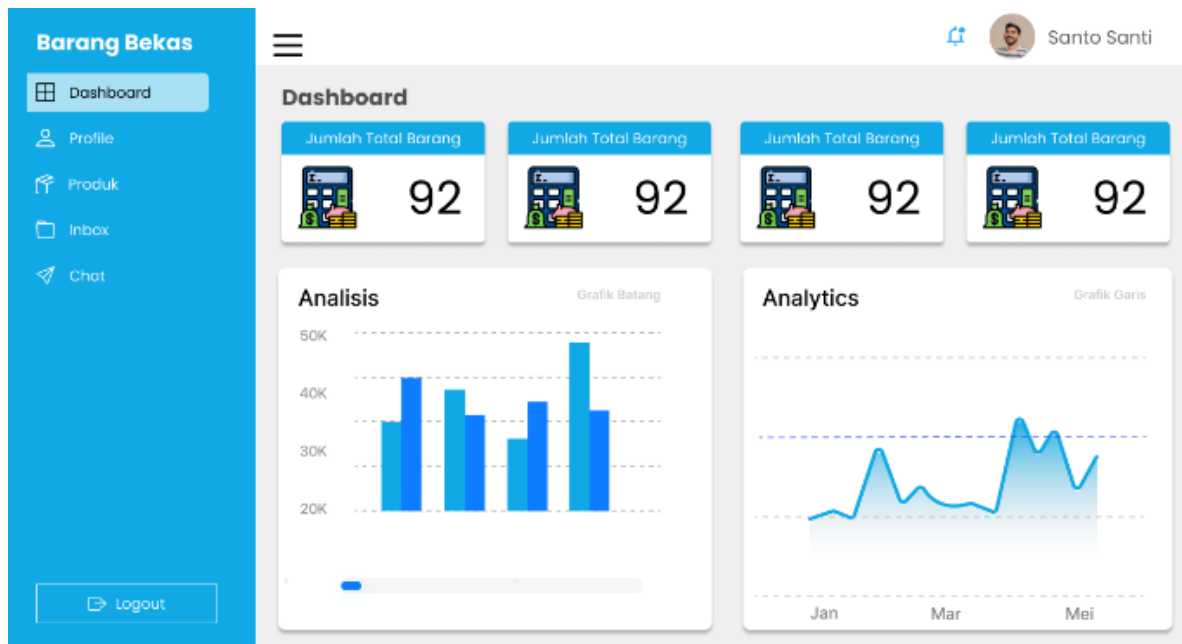 Barang Bekas
Santo Santi
Dashboard
Profile
Produk
Inbox
Chat
Logout
Dashboard
Jumlah Total Barang
92
Jumlah Total Barang
92
Jumlah Total Barang
92
Jumlah Total Barang
92
Analisis
Grafik Batang
50K
40K
30K
20K
Analytics
Grafik Garis
Jan Mar Mei